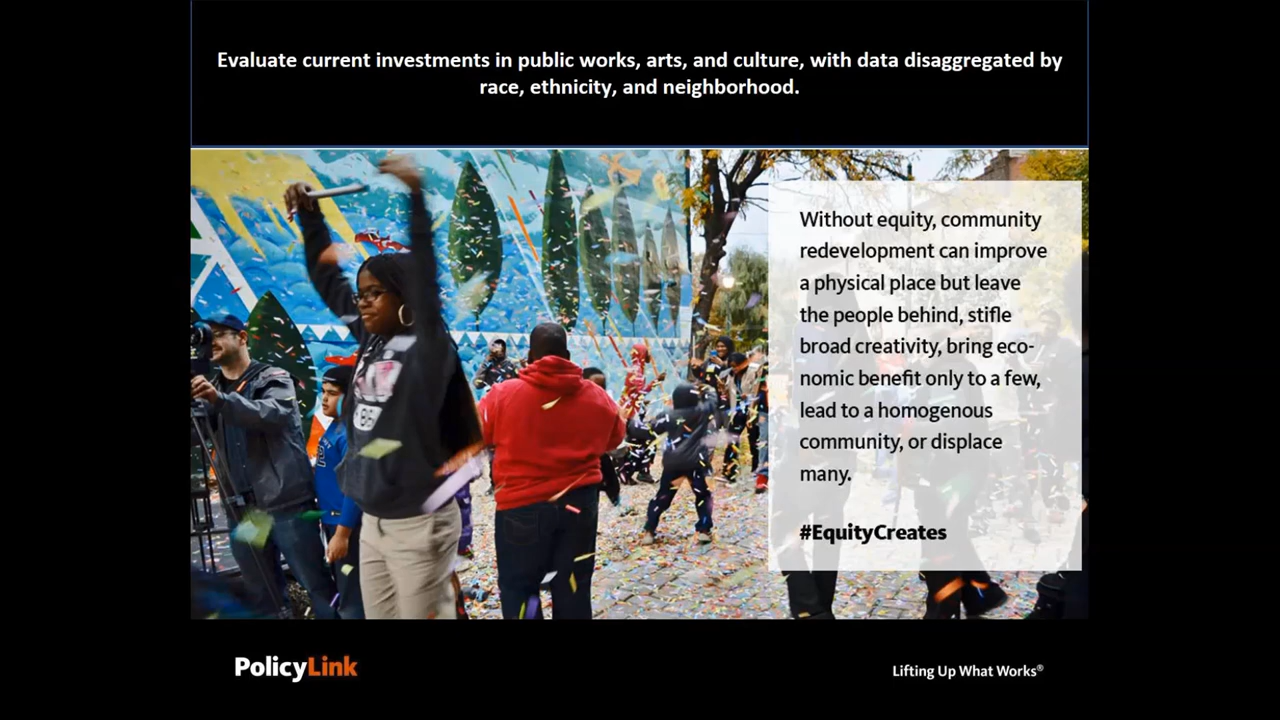 Evaluate current investments in public works, arts, and culture, with data disaggregated by
race, ethnicity, and neighborhood.
Without equity, community
redevelopment can improve
a physical place but leave
the people behind, stifle
broad creativity, bring eco-
nomic benefit only to a few,
lead to a homogenous
community, or displace
many.
#EquityCreates
PolicyLink
Lifting Up What Works®